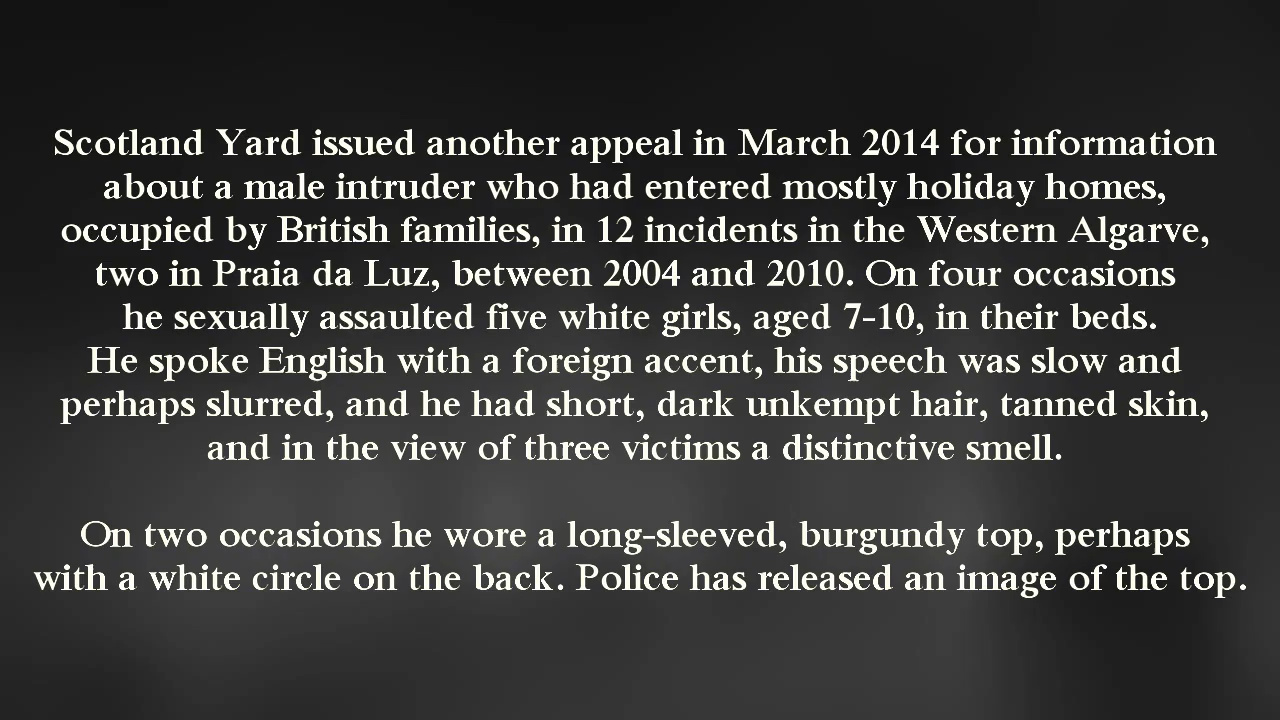 Scotland Yard issued another appeal in March 2014 for information
about a male intruder who had entered mostly holiday homes,
occupied by British families, in 12 incidents in the Western Algarve,
two in Praia da Luz, between 2004 and 2010. On four occasions
he sexually assaulted five white girls, aged 7-10, in their beds.
He spoke English with a foreign accent, his speech was slow and
perhaps slurred, and he had short, dark unkempt hair, tanned skin,
and in the view of three victims a distinctive smell.
On two occasions he wore a long-sleeved, burgundy top, perhaps
with a white circle on the back. Police has released an image of the top.